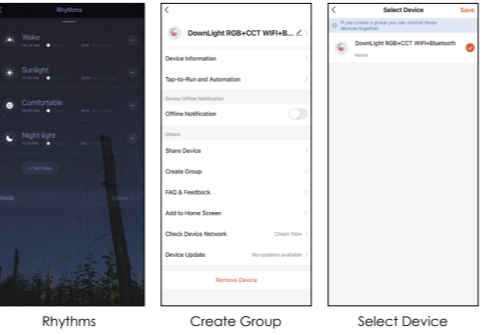 Rhythms
Wake
Sunlight
Comfortable
Night light
+ Add New
Mode
Linear
Rhythms
DownLight RGB+CCT WIFI+B...
Device Information
Tap-to-Run and Automation
Device Offline Notification
Offline Notification
Others
Share Device
Create Group
FAQ & Feedback
Add to Home Screen
Check Device Network
Check Now
Device Update
No updates available
Remove Device
Create Group
Select Device
Save
If you create a group you can control these
devices together.
DownLight RGB+CCT WIFI+Bluetooth
Home
Select Device